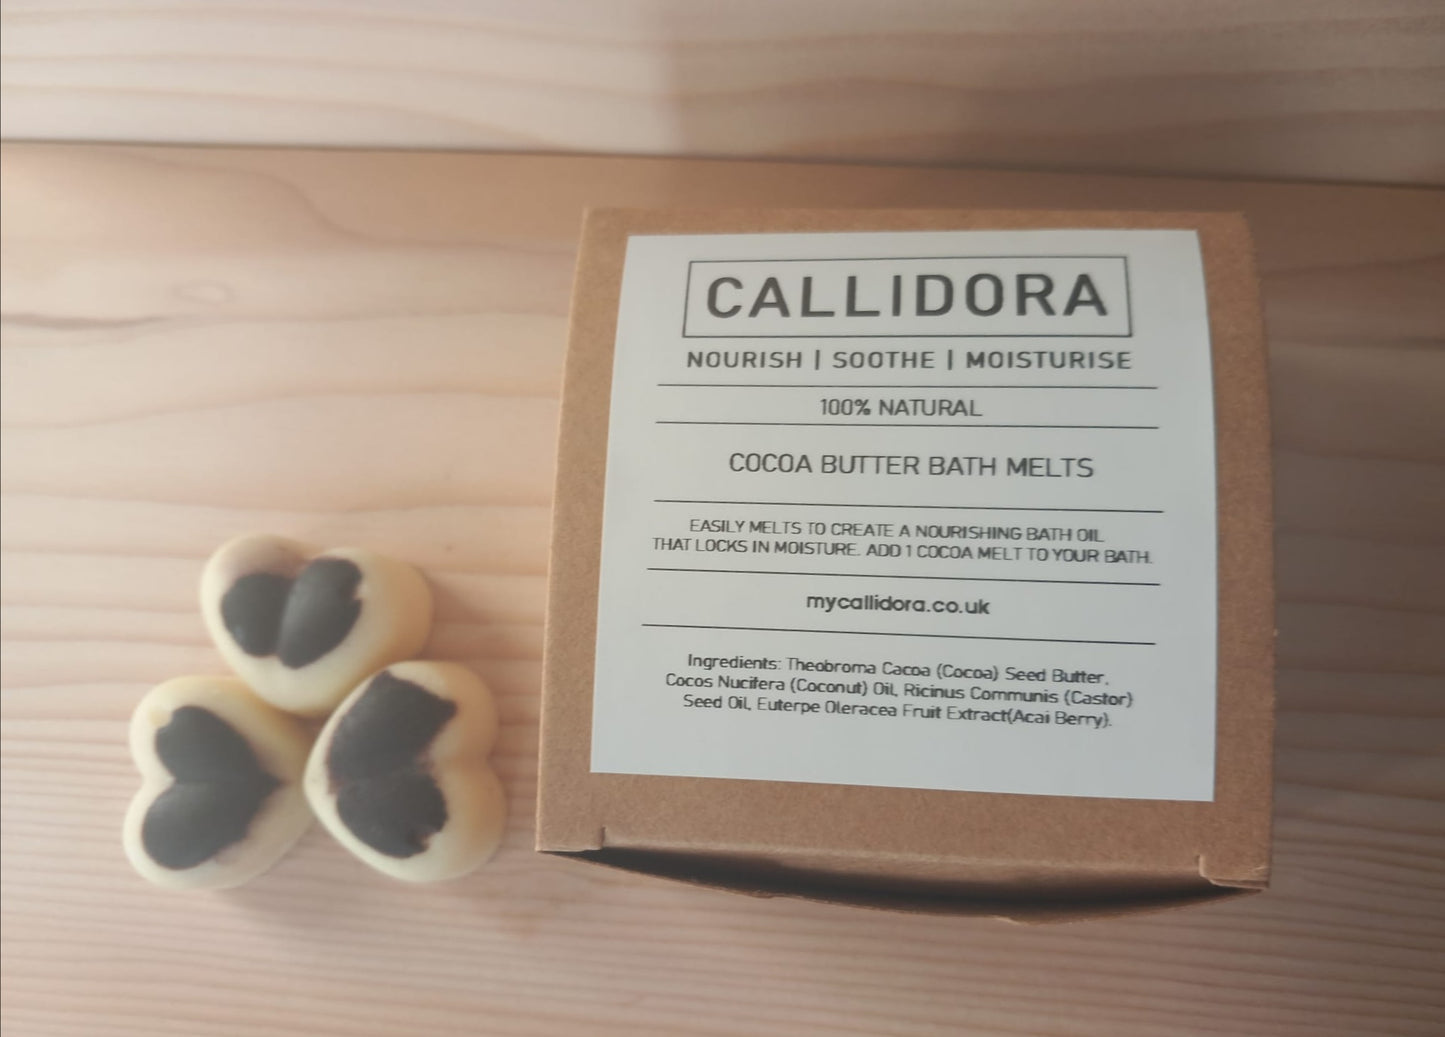 CALLIDORA
NOURISH | SOOTHE | MOISTURISE
100% NATURAL
COCOA BUTTER BATH MELTS
EASILY MELTS TO CREATE A NOURISHING BATH OIL
THAT LOCKS IN MOISTURE. ADD 1 COCOA MELT TO YOUR BATH.
mycallidora.co.uk
Ingredients: Theobroma Cacoa (Cocoa) Seed Butter,
Cocos Nucifera (Coconut) Oil, Ricinus Communis (Castor)
Seed Oil, Euterpe Oleracea Fruit Extract(Acai Berry).